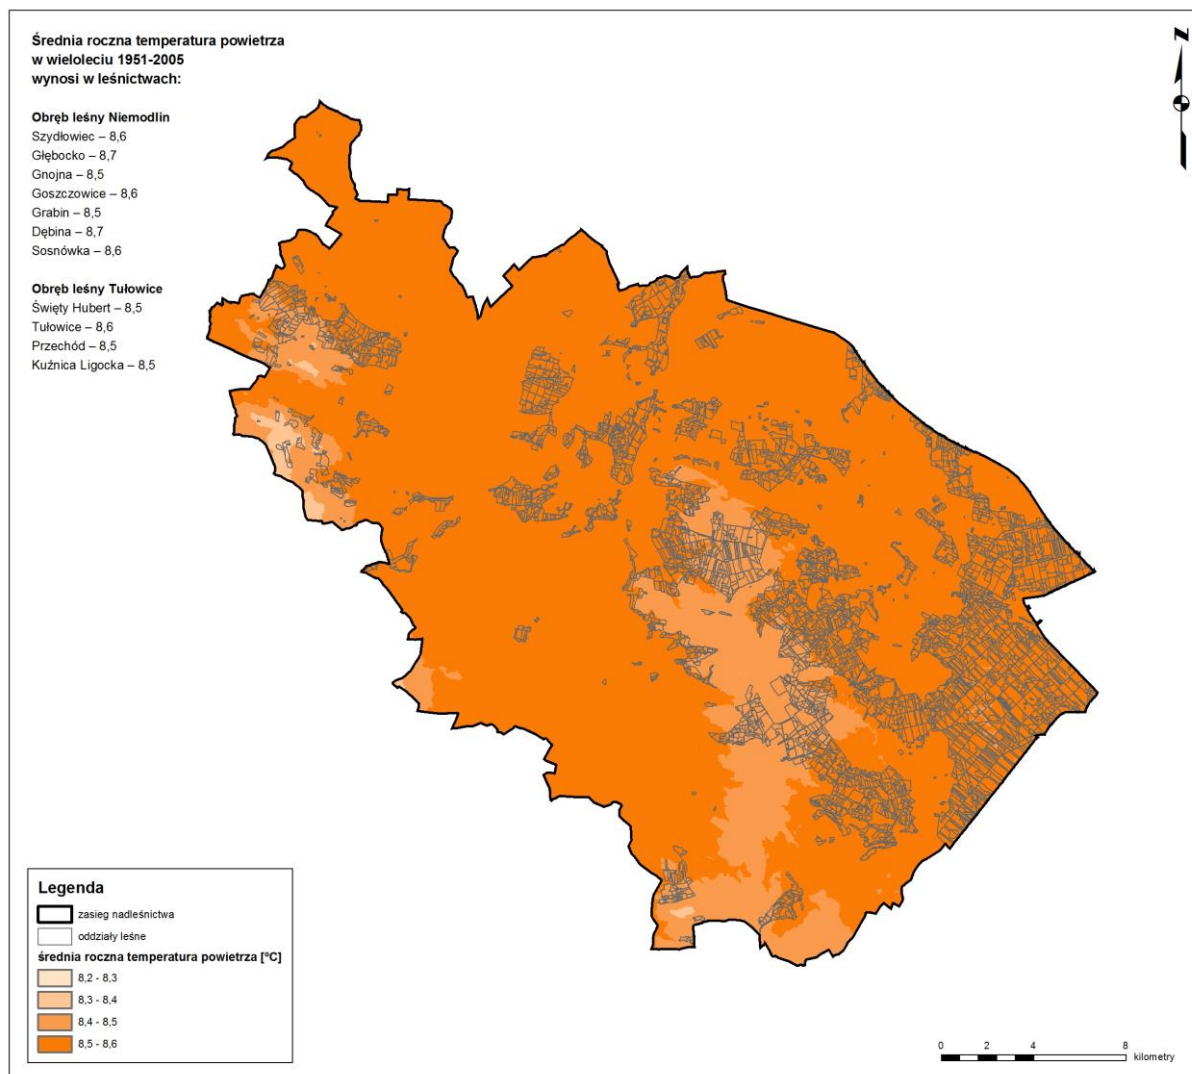 Średnia roczna temperatura powietrza
w wieloleciu 1951-2005
wynosi w leśnictwach:
Obręb leśny Niemodlin
Szydłowiec – 8,6
Głębocko – 8,7
Gnojna – 8,5
Goszczowice – 8,6
Grabin – 8,5
Dębina – 8,7
Sosnówka – 8,6
Obręb leśny Tułowice
Święty Hubert – 8,5
Tułowice – 8,6
Przechód – 8,5
Kuźnica Ligocka – 8,5
N
Legenda
zasieg nadleśnictwa
oddziały leśne
średnia roczna temperatura powietrza [°C]
8,2 - 8,3
8,3 - 8,4
8,4 - 8,5
8,5 - 8,6
0 2 4 8
kilometry